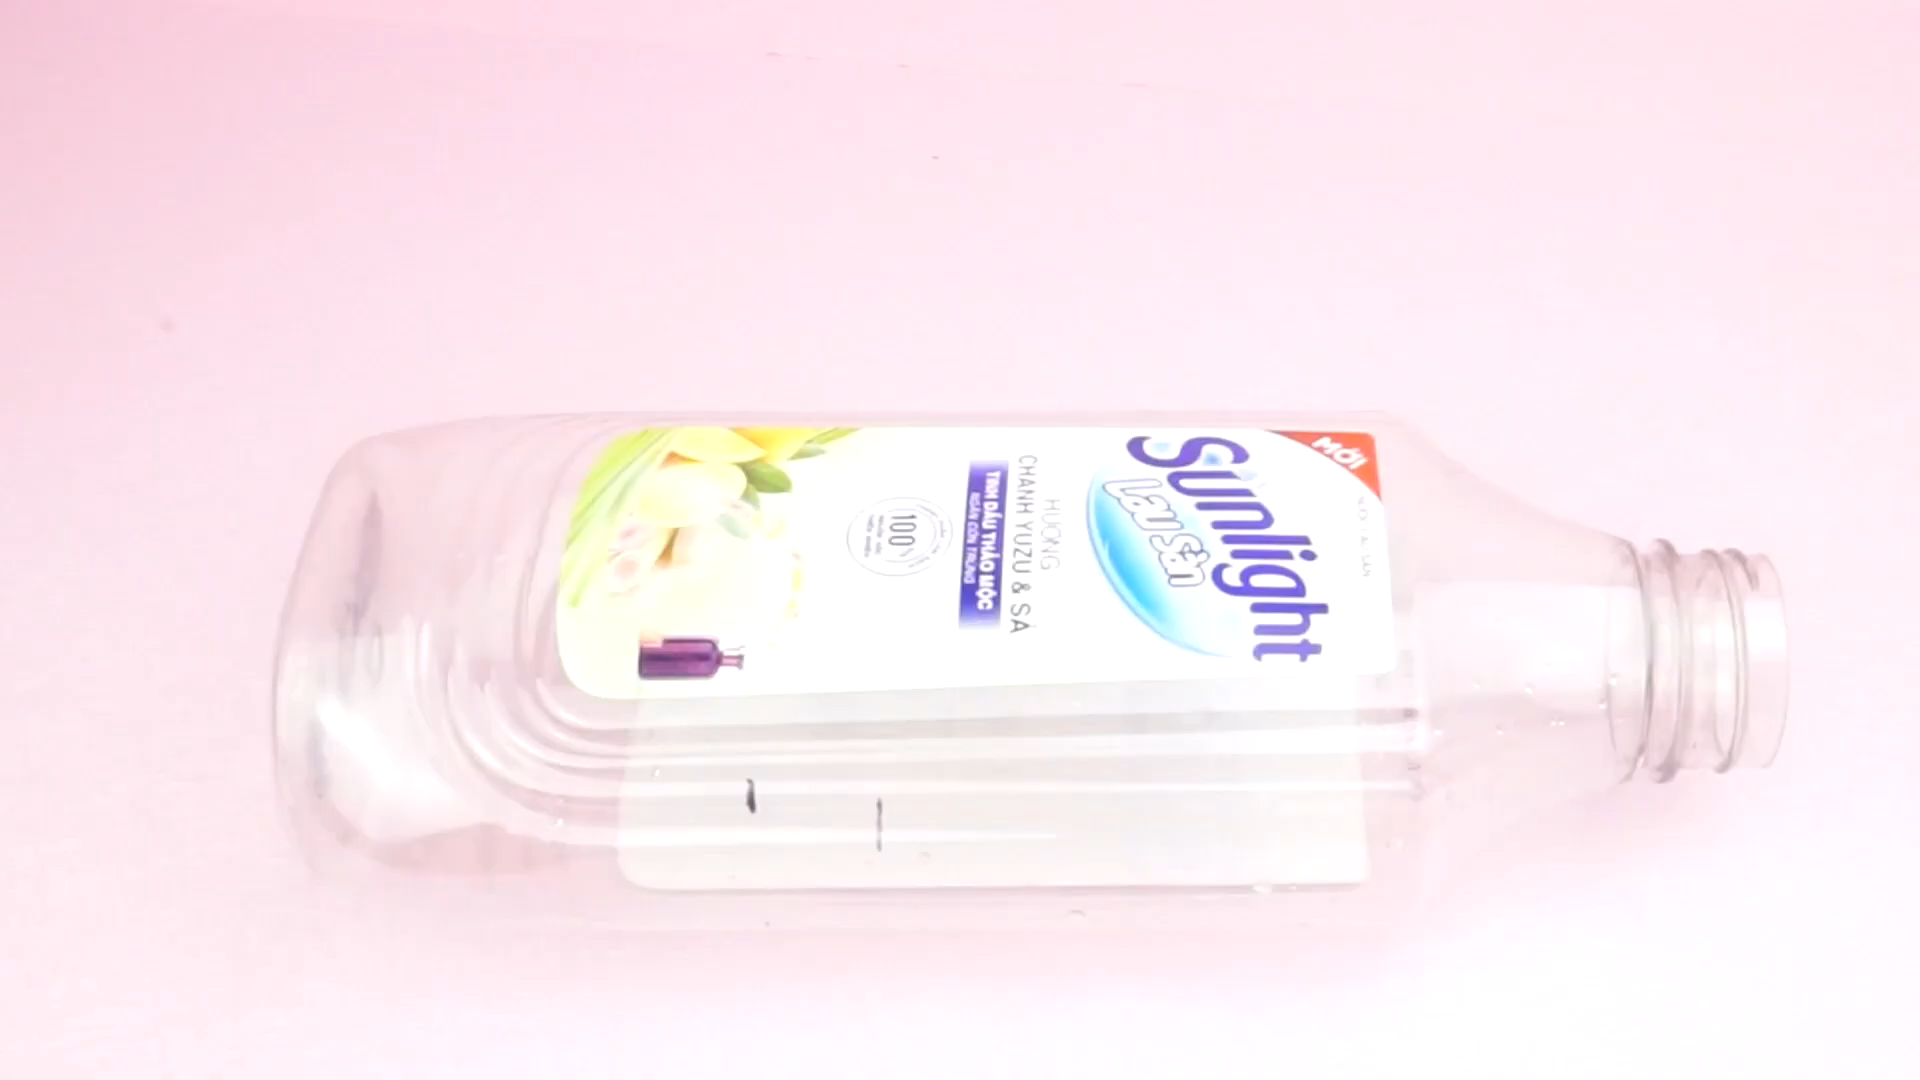 MỚI
Sunlight
Lau Sàn
HƯƠNG
CHANH YUZU & SẢ
TINH DẦU THẢO MỘC
NGĂN CÔN TRÙNG
100%